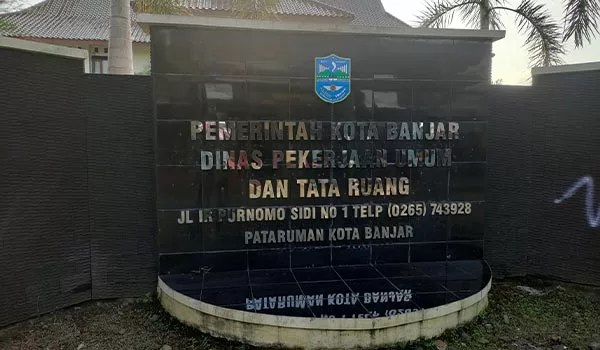 PEMERINTAH KOTA BANJAR
DINAS PEKERJAAN UMUM
DAN TATA RUANG
JL IR PURNOMO SIDI NO 1 TELP (0265) 743928
PATARUMAN KOTA BANJAR